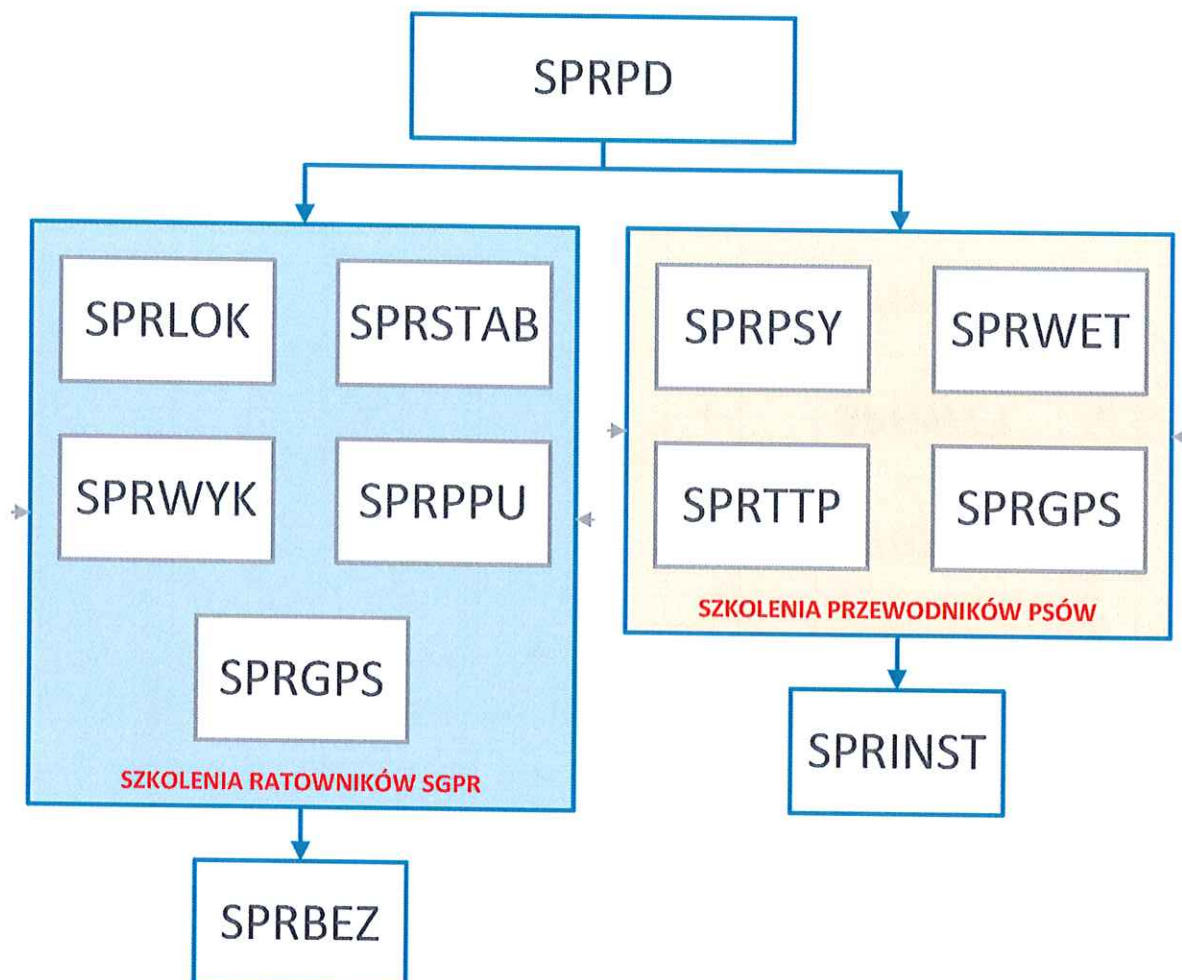 SPRPD
SPRLOK
SPRSTAB
SPRWYK
SPRPPU
SPRGPS
SZKOLENIA RATOWNIKÓW SGPR
SPRBEZ
SPRPSY
SPRWET
SPRTTP
SPRGPS
SZKOLENIA PRZEWODNIKÓW PSÓW
SPRINST